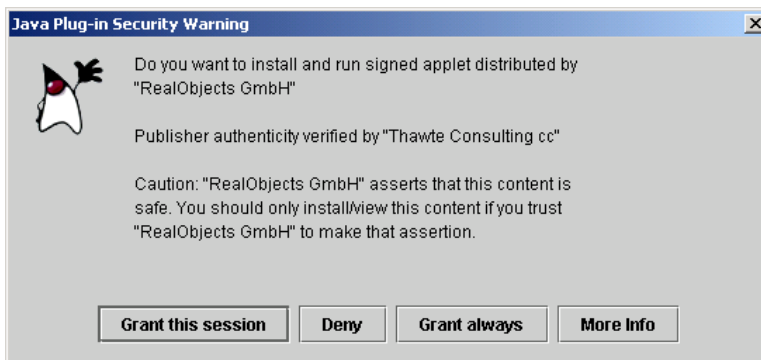 Java Plug-in Security Warning
Do you want to install and run signed applet distributed by
"RealObjects GmbH"
Publisher authenticity verified by "Thawte Consulting cc"
Caution: "RealObjects GmbH" asserts that this content is
safe. You should only install/view this content if you trust
"RealObjects GmbH" to make that assertion.
Grant this session Deny Grant always More Info